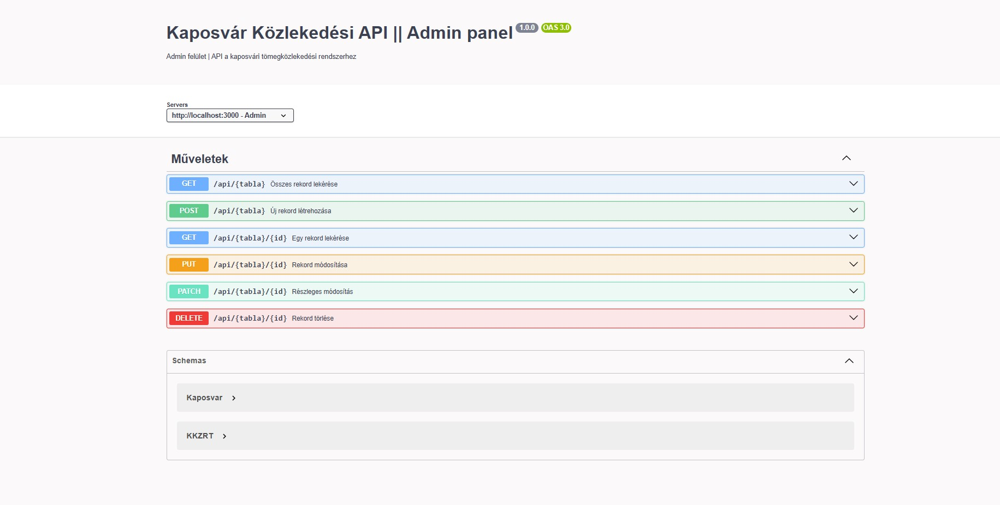 Kaposvár Közlekedési API || Admin panel 1.0.0 OAS 3.0
Admin felület | API a kaposvári tömegközlekedési rendszerhez
Servers
http://localhost:3000 - Admin
Műveletek
GET /api/{tabla} Összes rekord lekérése
POST /api/{tabla} Új rekord létrehozása
GET /api/{tabla}/{id} Egy rekord lekérése
PUT /api/{tabla}/{id} Rekord módosítása
PATCH /api/{tabla}/{id} Részleges módosítás
DELETE /api/{tabla}/{id} Rekord törlése
Schemas
Kaposvar
KKZRT